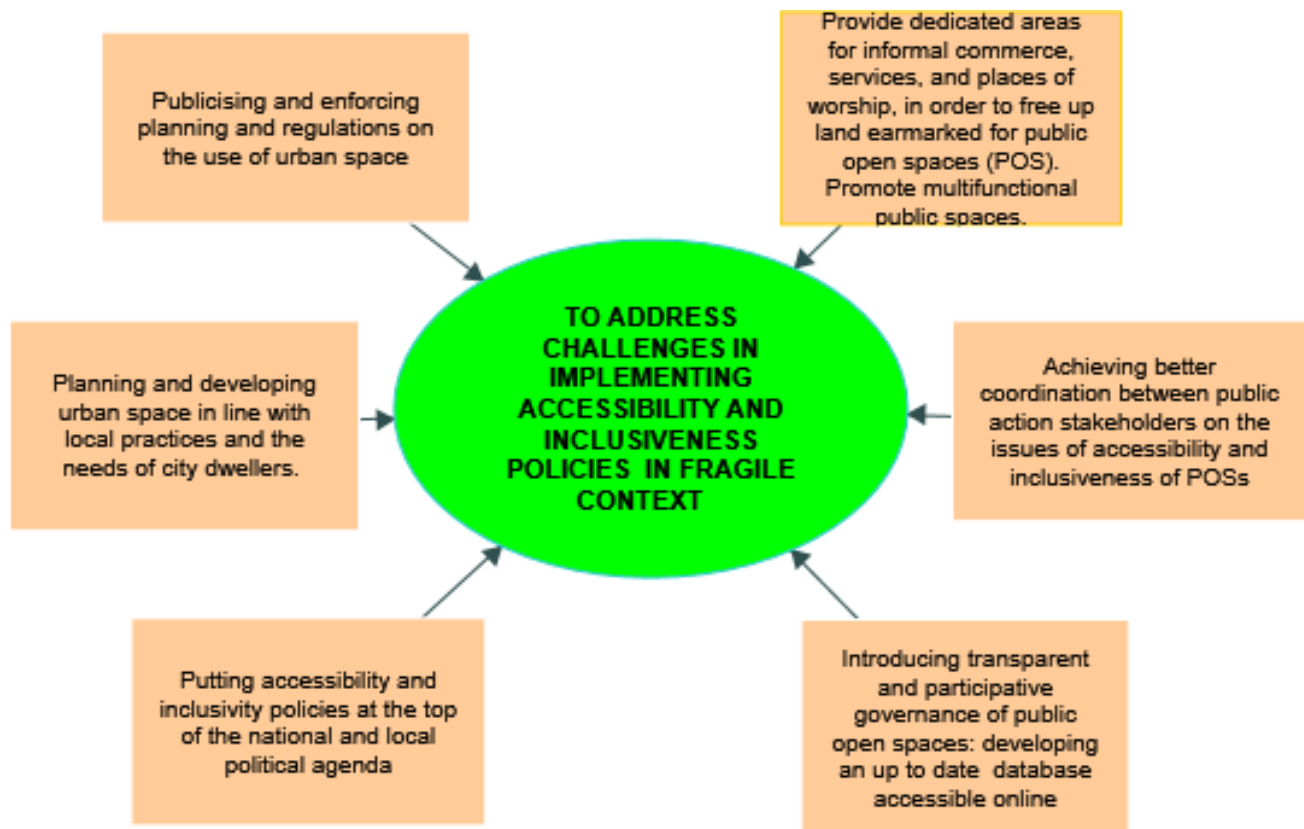 Publicising and enforcing
planning and regulations on
the use of urban space
Provide dedicated areas
for informal commerce,
services, and places of
worship, in order to free up
land earmarked for public
open spaces (POS).
Promote multifunctional
public spaces.
TO ADDRESS
CHALLENGES IN
IMPLEMENTING
ACCESSIBILITY AND
INCLUSIVENESS
POLICIES IN FRAGILE
CONTEXT
Planning and developing
urban space in line with
local practices and the
needs of city dwellers.
Achieving better
coordination between public
action stakeholders on the
issues of accessibility and
inclusiveness of POSs
Putting accessibility and
inclusivity policies at the top
of the national and local
political agenda
Introducing transparent
and participative
governance of public
open spaces: developing
an up to date database
accessible online